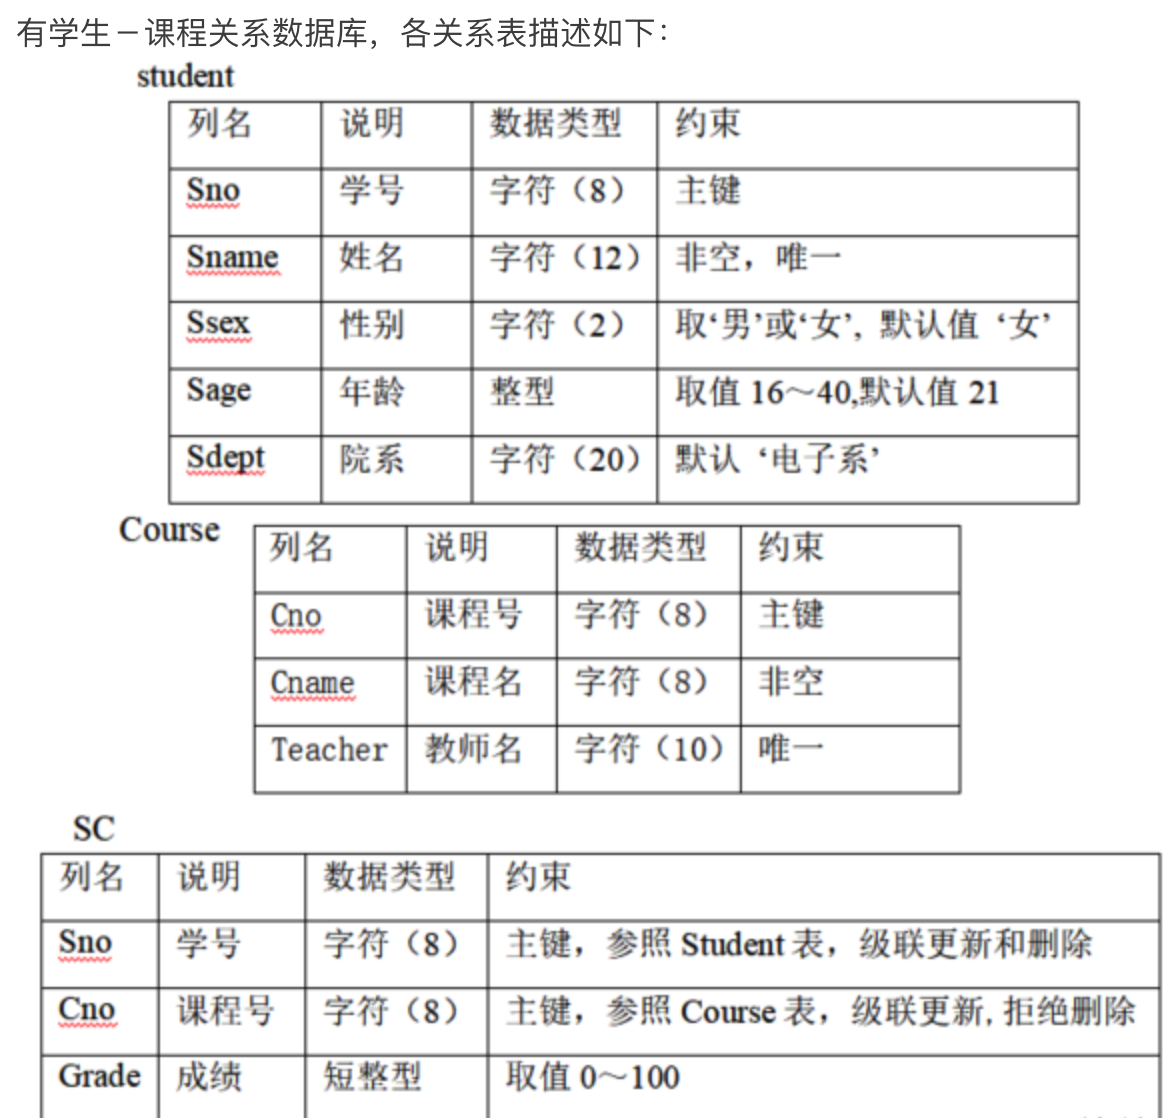 有学生－课程关系数据库，各关系表描述如下：
student
列名 说明 数据类型 约束
Sno 学号 字符（8） 主键
Sname 姓名 字符（12） 非空，唯一
Ssex 性别 字符（2） 取‘男’或‘女’, 默认值 ‘女’
Sage 年龄 整型 取值 16～40,默认值 21
Sdept 院系 字符（20） 默认 ‘电子系’
Course
列名 说明 数据类型 约束
Cno 课程号 字符（8） 主键
Cname 课程名 字符（8） 非空
Teacher 教师名 字符（10） 唯一
SC
列名 说明 数据类型 约束
Sno 学号 字符（8） 主键，参照 Student 表，级联更新和删除
Cno 课程号 字符（8） 主键，参照 Course 表，级联更新, 拒绝删除
Grade 成绩 短整型 取值 0～100